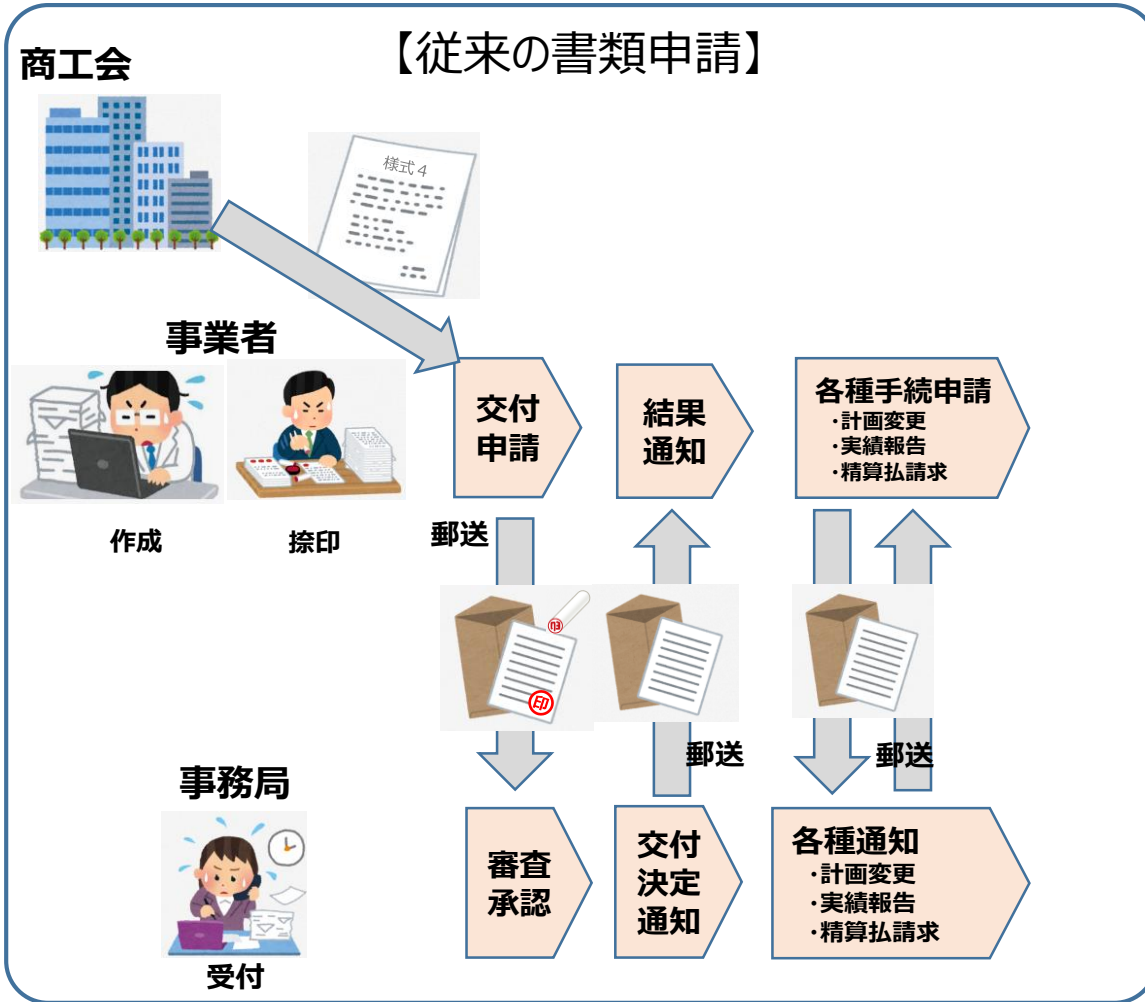 【従来の書類申請】
商工会
様式4
事業者
作成
捺印
交付
申請
結果
通知
各種手続申請
・計画変更
・実績報告
・精算払請求
郵送
印
印
郵送
郵送
事務局
受付
審査
承認
交付
決定
通知
各種通知
・計画変更
・実績報告
・精算払請求